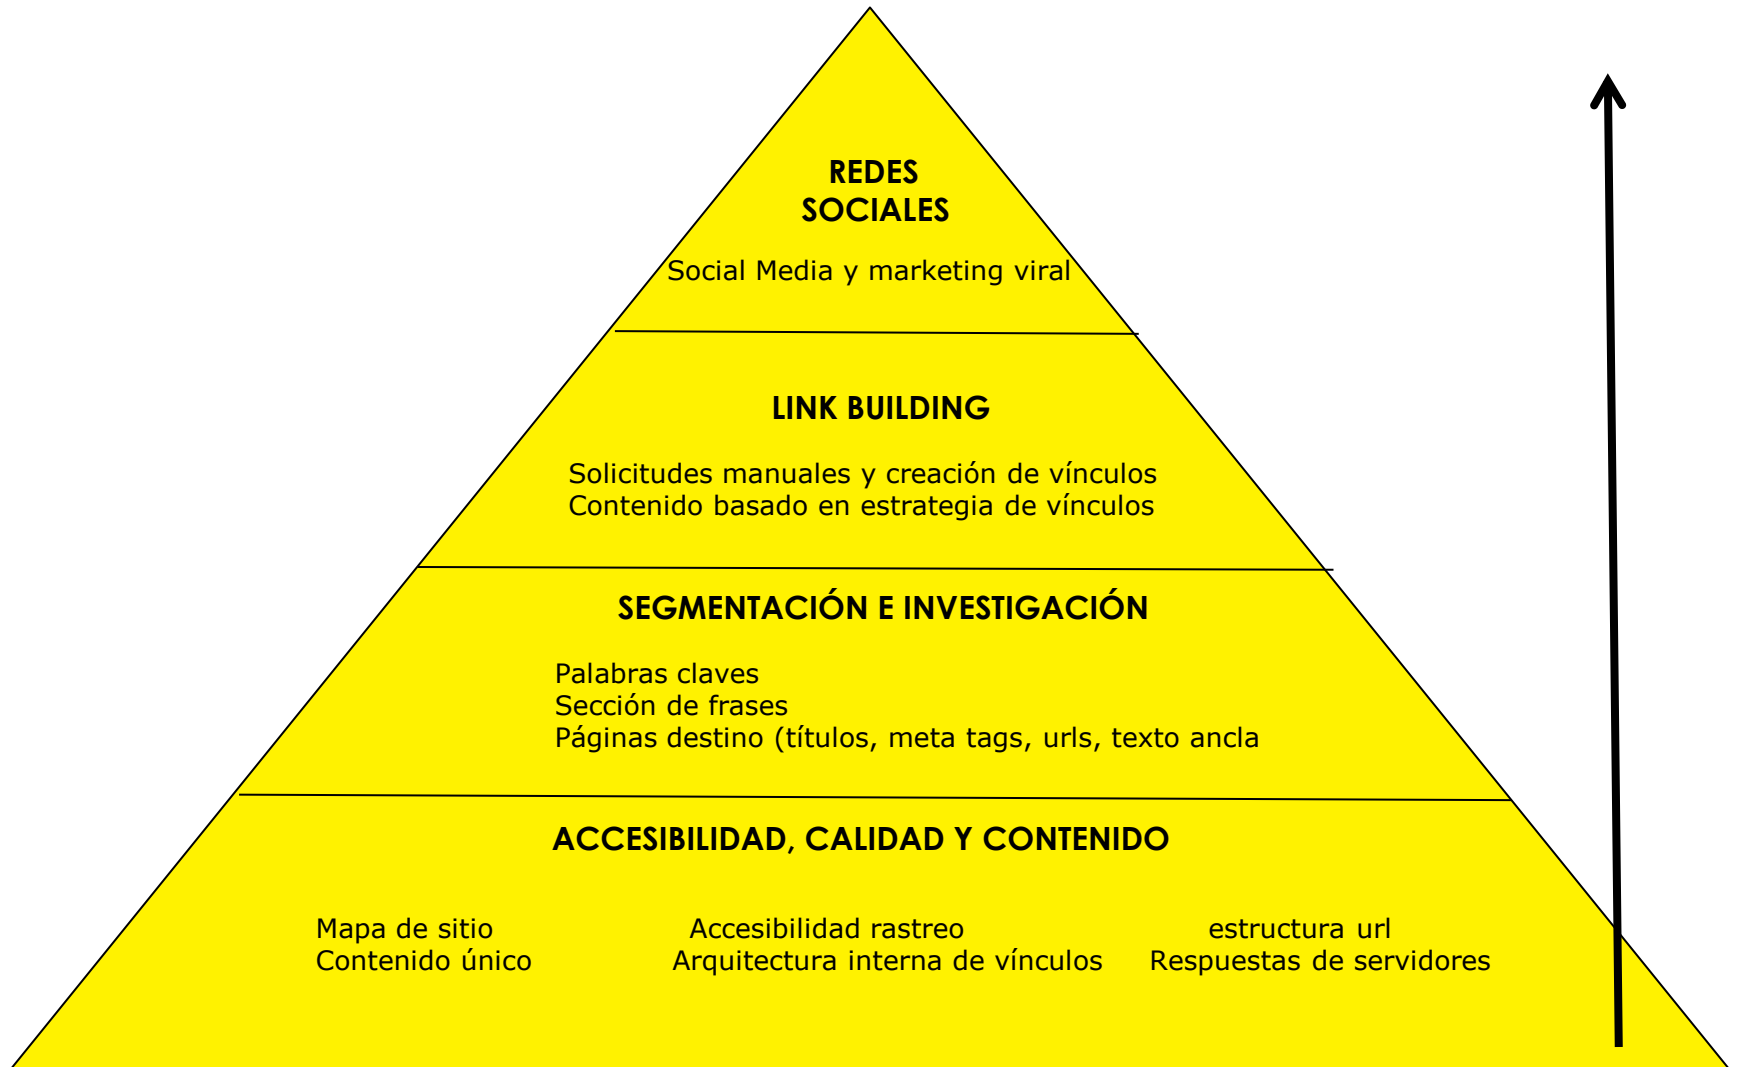 REDES
SOCIALES
Social Media y marketing viral
LINK BUILDING
Solicitudes manuales y creación de vínculos
Contenido basado en estrategia de vínculos
SEGMENTACIÓN E INVESTIGACIÓN
Palabras claves
Sección de frases
Páginas destino (títulos, meta tags, urls, texto ancla
ACCESIBILIDAD, CALIDAD Y CONTENIDO
Mapa de sitio Accesibilidad rastreo estructura url
Contenido único Arquitectura interna de vínculos Respuestas de servidores